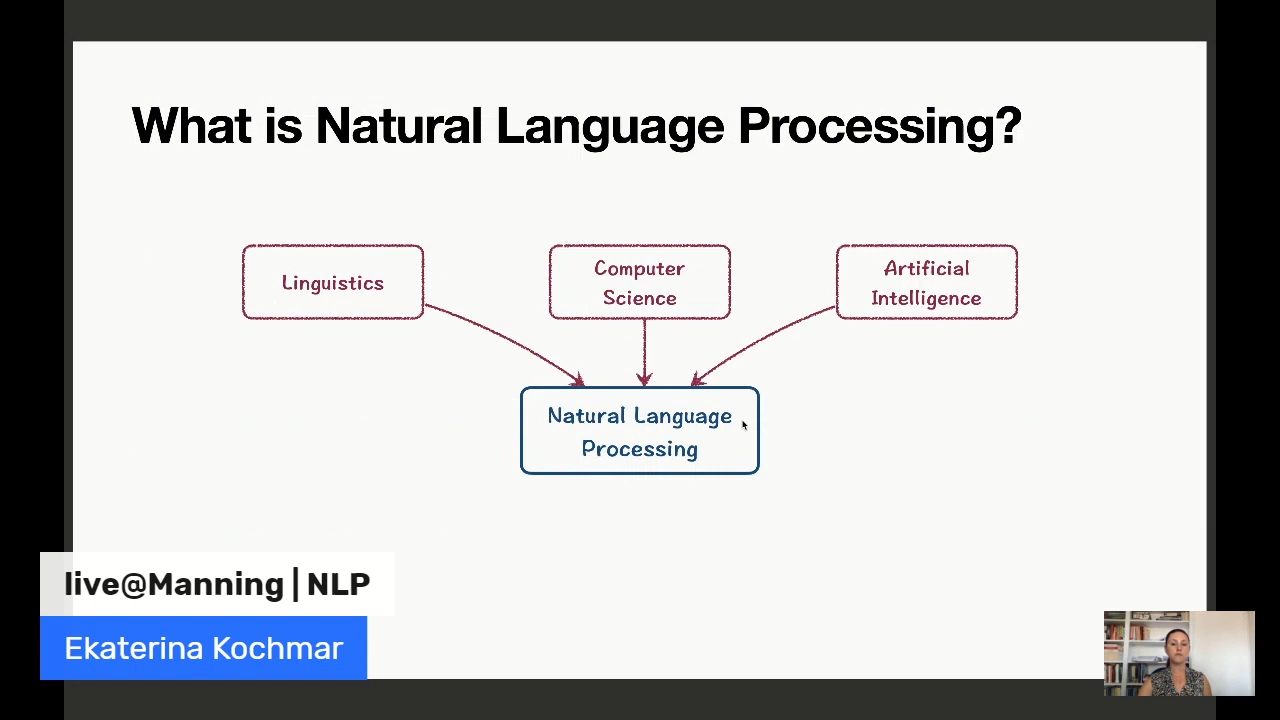 What is Natural Language Processing?
Linguistics
Computer
Science
Artificial
Intelligence
Natural Language
Processing
live@Manning | NLP
Ekaterina Kochmar